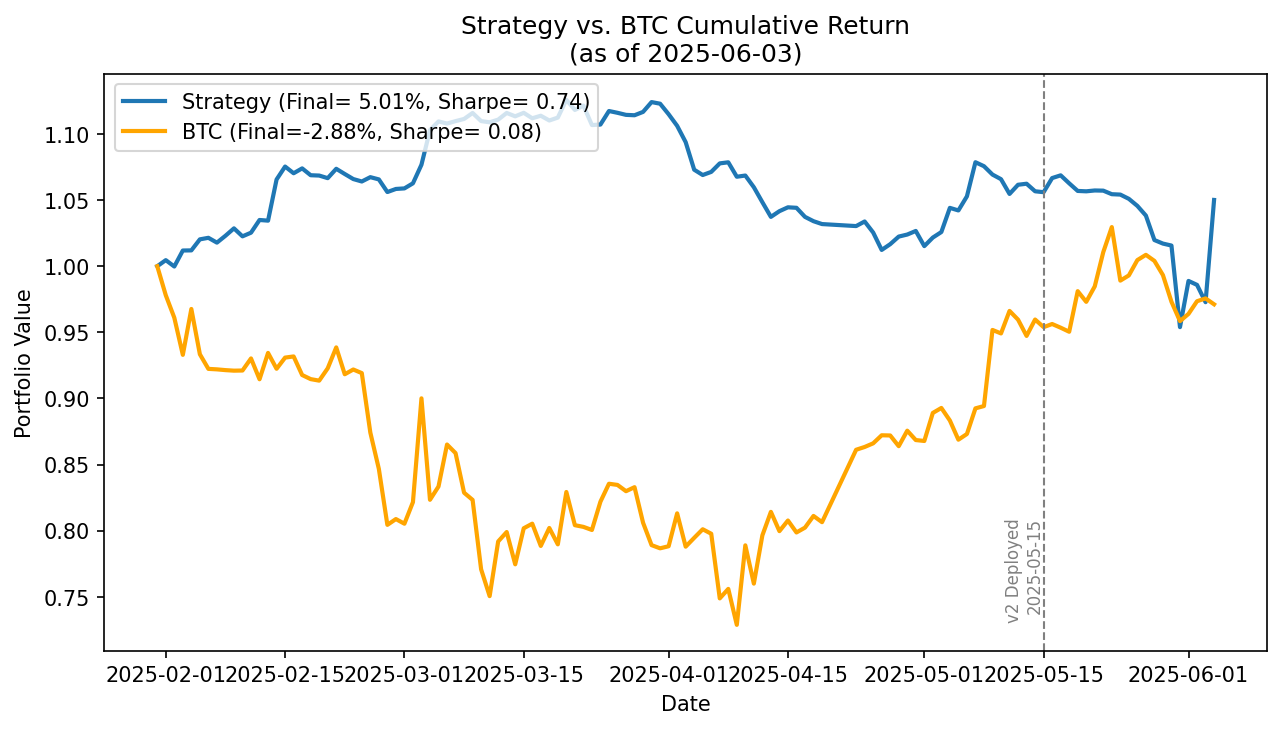 Strategy vs. BTC Cumulative Return
(as of 2025-06-03)
Strategy (Final= 5.01%, Sharpe= 0.74)
BTC (Final=-2.88%, Sharpe= 0.08)
Portfolio Value
1.10
1.05
1.00
0.95
0.90
0.85
0.80
0.75
v2 Deployed
2025-05-15
2025-02-01
2025-02-15
2025-03-01
2025-03-15
2025-04-01
2025-04-15
2025-05-01
2025-05-15
2025-06-01
Date